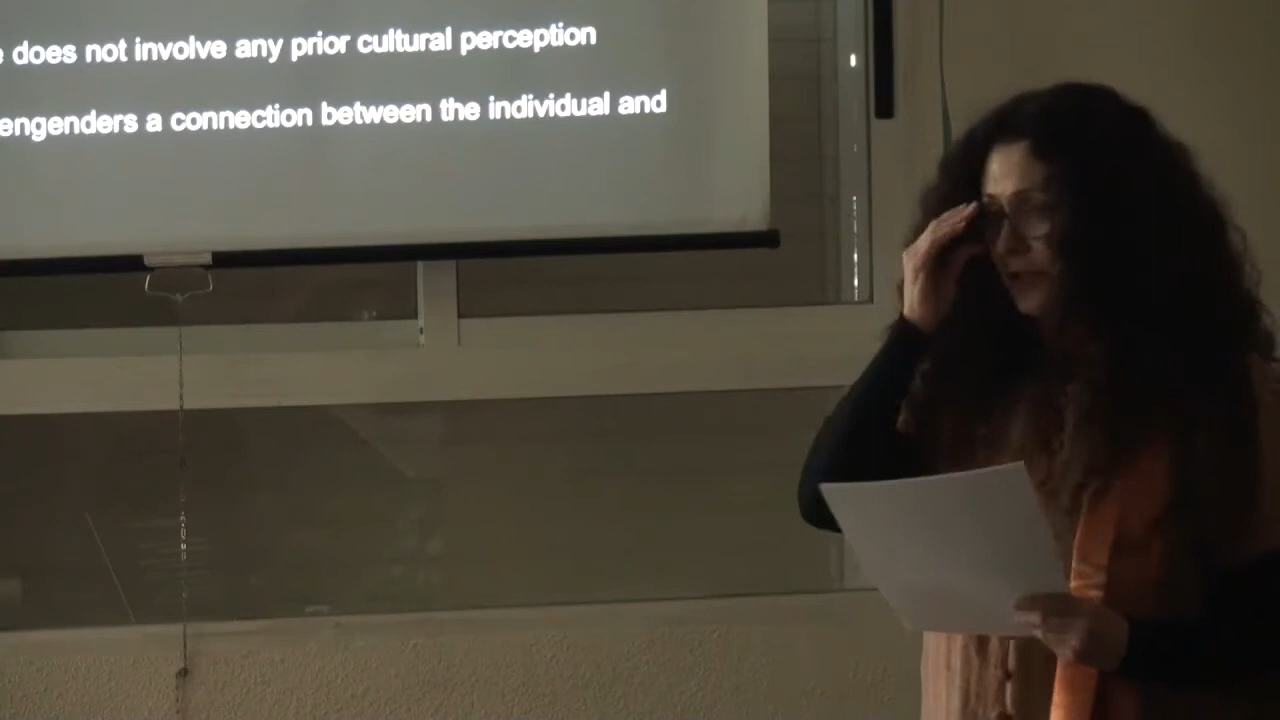 does not involve any prior cultural perception
engenders a connection between the individual and